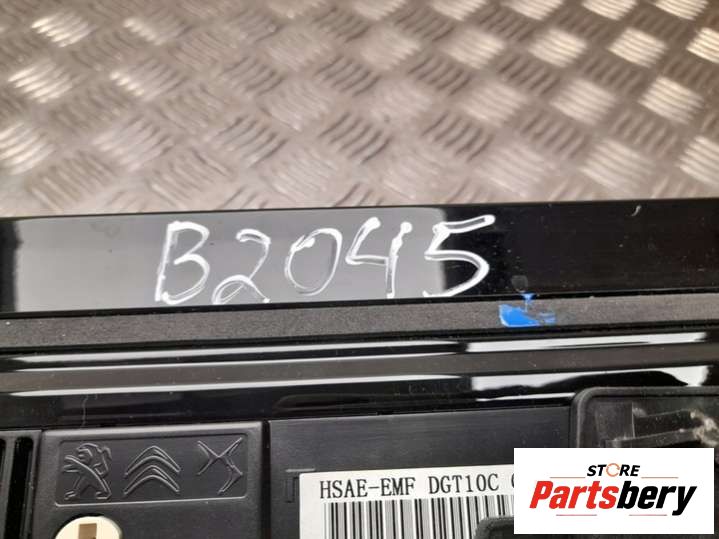 B2045
HSAE-EMF DGT10C
STORE
Partsbery